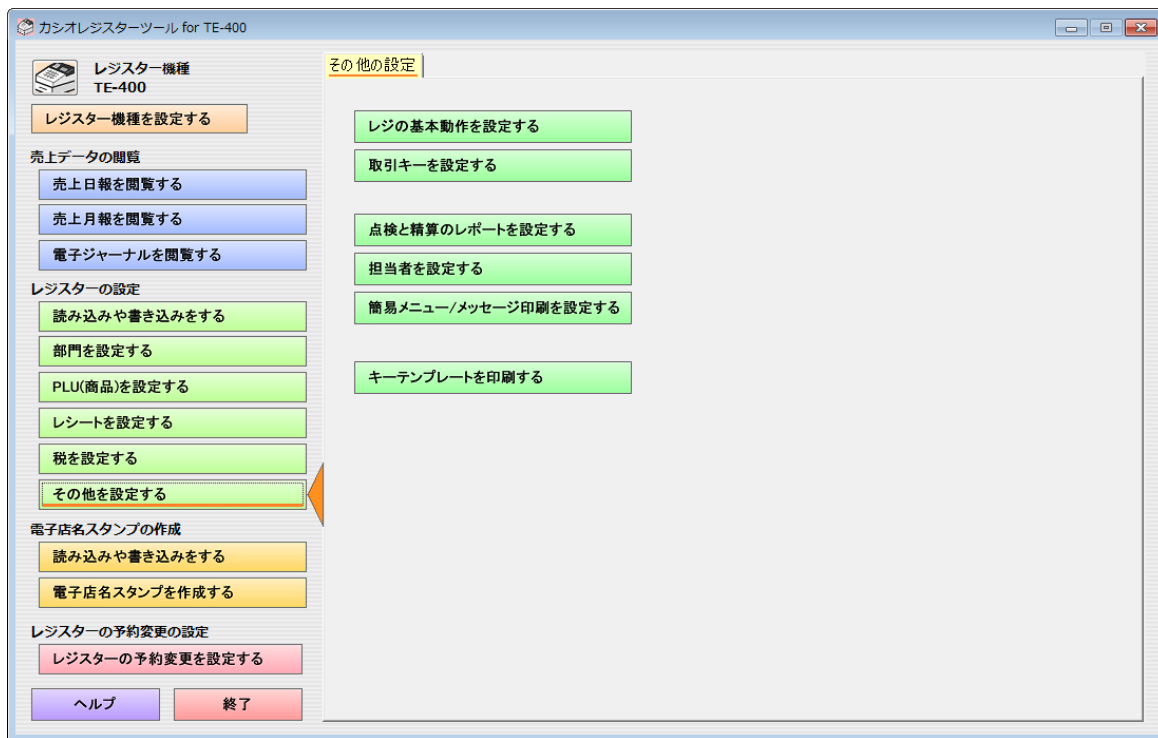 カシオレジスターツール for TE-400
レジスター機種
TE-400
レジスター機種を設定する
売上データの閲覧
売上日報を閲覧する
売上月報を閲覧する
電子ジャーナルを閲覧する
レジスターの設定
読み込みや書き込みをする
部門を設定する
PLU(商品)を設定する
レシートを設定する
税を設定する
その他を設定する
電子店名スタンプの作成
読み込みや書き込みをする
電子店名スタンプを作成する
レジスターの予約変更の設定
レジスターの予約変更を設定する
ヘルプ
終了
その他の設定
レジの基本動作を設定する
取引キーを設定する
点検と精算のレポートを設定する
担当者を設定する
簡易メニュー/メッセージ印刷を設定する
キーテンプレートを印刷する